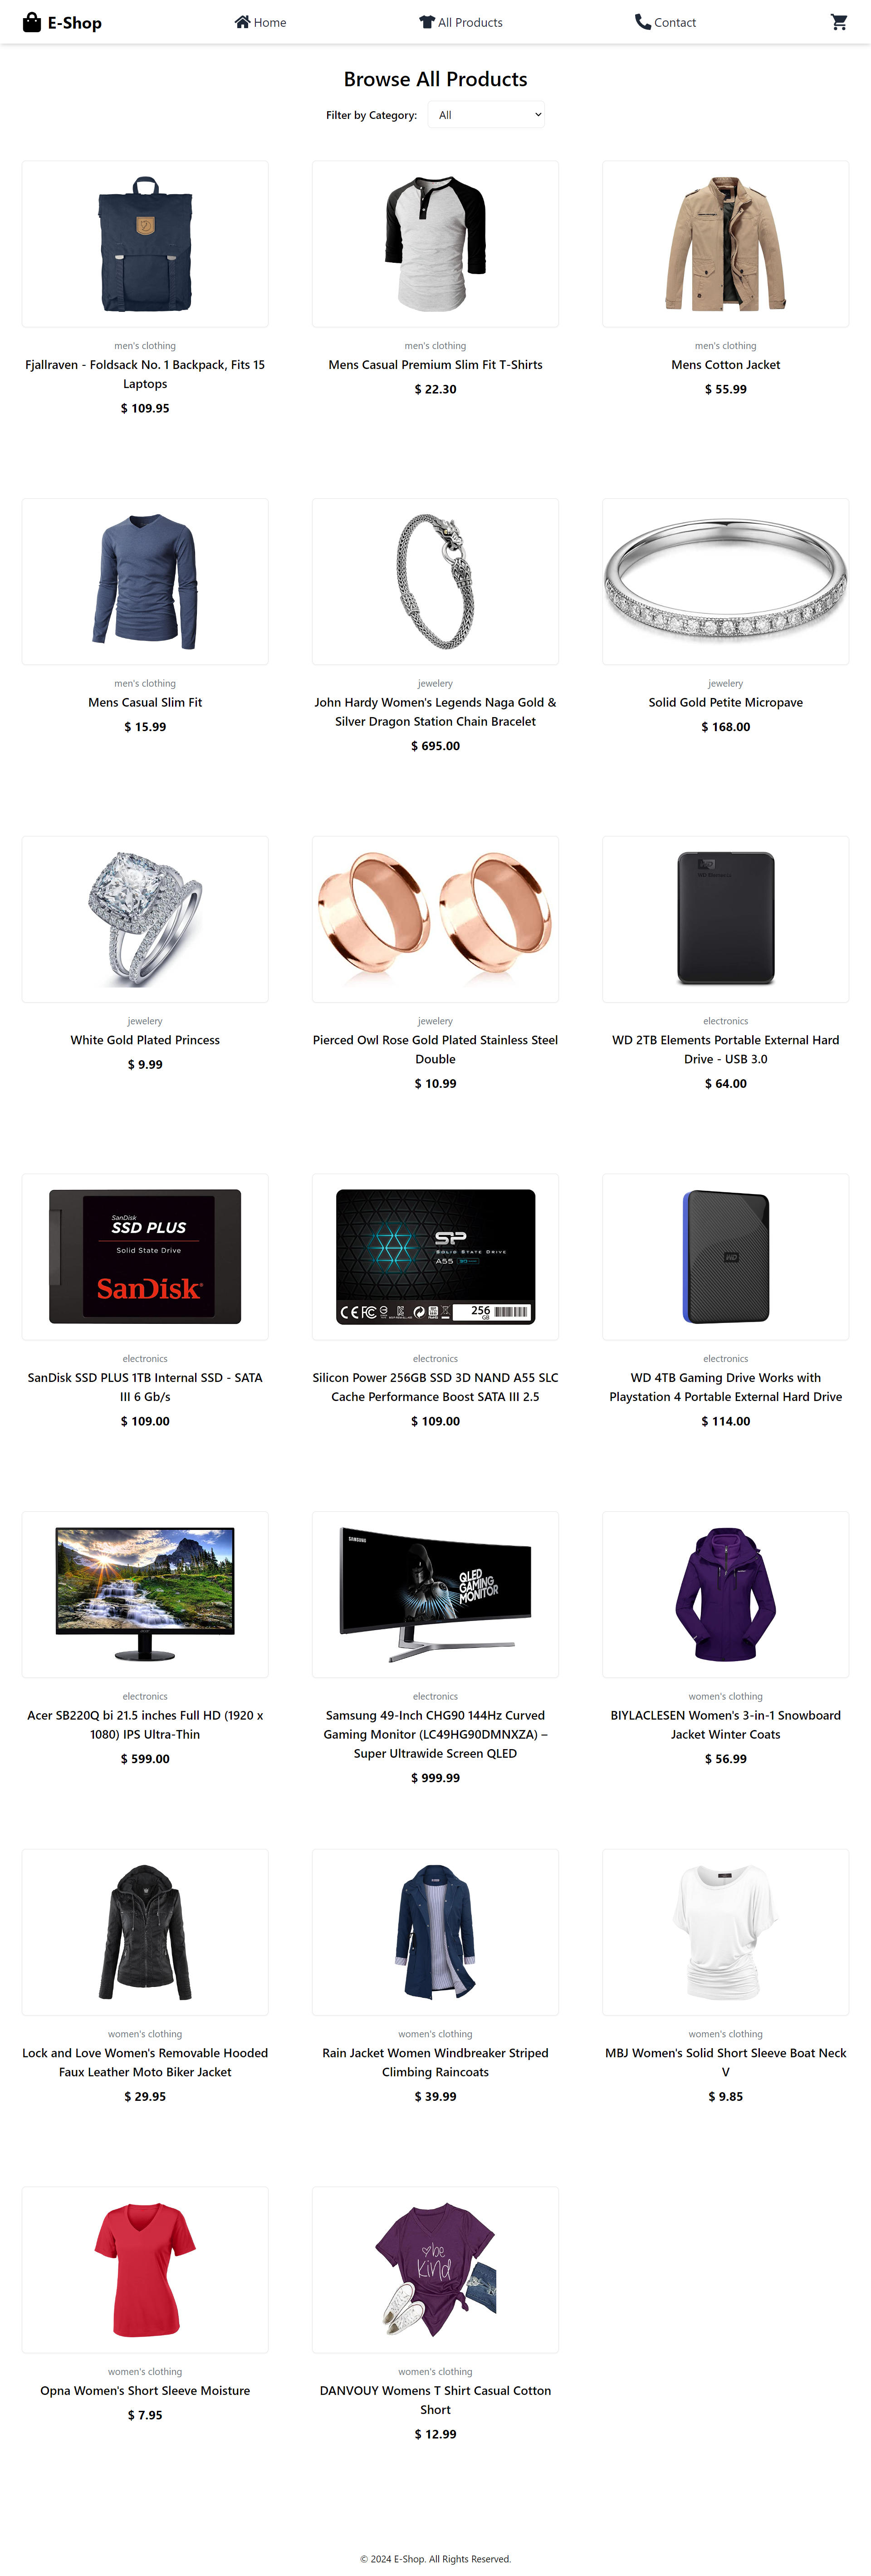 E-Shop
Home
All Products
Contact
Browse All Products
Filter by Category:
All
men's clothing
Fjallraven - Foldsack No. 1 Backpack, Fits 15
Laptops
$ 109.95
men's clothing
Mens Casual Premium Slim Fit T-Shirts
$ 22.30
men's clothing
Mens Cotton Jacket
$ 55.99
men's clothing
Mens Casual Slim Fit
$ 15.99
jewelery
John Hardy Women's Legends Naga Gold &
Silver Dragon Station Chain Bracelet
$ 695.00
jewelery
Solid Gold Petite Micropave
$ 168.00
jewelery
White Gold Plated Princess
$ 9.99
jewelery
Pierced Owl Rose Gold Plated Stainless Steel
Double
$ 10.99
electronics
WD 2TB Elements Portable External Hard
Drive - USB 3.0
$ 64.00
SanDisk
SSD PLUS
Solid State Drive
SanDisk
electronics
SanDisk SSD PLUS 1TB Internal SSD - SATA
III 6 Gb/s
$ 109.00
SP
Solid State Drive
A55
256
GB
electronics
Silicon Power 256GB SSD 3D NAND A55 SLC
Cache Performance Boost SATA III 2.5
$ 109.00
WD
electronics
WD 4TB Gaming Drive Works with
Playstation 4 Portable External Hard Drive
$ 114.00
electronics
Acer SB220Q bi 21.5 inches Full HD (1920 x
1080) IPS Ultra-Thin
$ 599.00
SAMSUNG
QLED
GAMING
MONITOR
electronics
Samsung 49-Inch CHG90 144Hz Curved
Gaming Monitor (LC49HG90DMNXZA) –
Super Ultrawide Screen QLED
$ 999.99
women's clothing
BIYLACLESEN Women's 3-in-1 Snowboard
Jacket Winter Coats
$ 56.99
women's clothing
Lock and Love Women's Removable Hooded
Faux Leather Moto Biker Jacket
$ 29.95
women's clothing
Rain Jacket Women Windbreaker Striped
Climbing Raincoats
$ 39.99
women's clothing
MBJ Women's Solid Short Sleeve Boat Neck
V
$ 9.85
women's clothing
Opna Women's Short Sleeve Moisture
$ 7.95
be
kind
women's clothing
DANVOUY Womens T Shirt Casual Cotton
Short
$ 12.99
© 2024 E-Shop. All Rights Reserved.